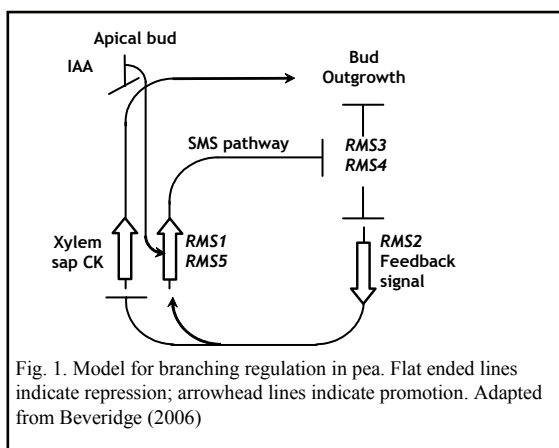 Apical bud
IAA
Bud
Outgrowth
SMS pathway
RMS3
RMS4
Xylem
sap CK
RMS1
RMS5
RMS2
Feedback
signal
Fig. 1. Model for branching regulation in pea. Flat ended lines
indicate repression; arrowhead lines indicate promotion. Adapted
from Beveridge (2006)